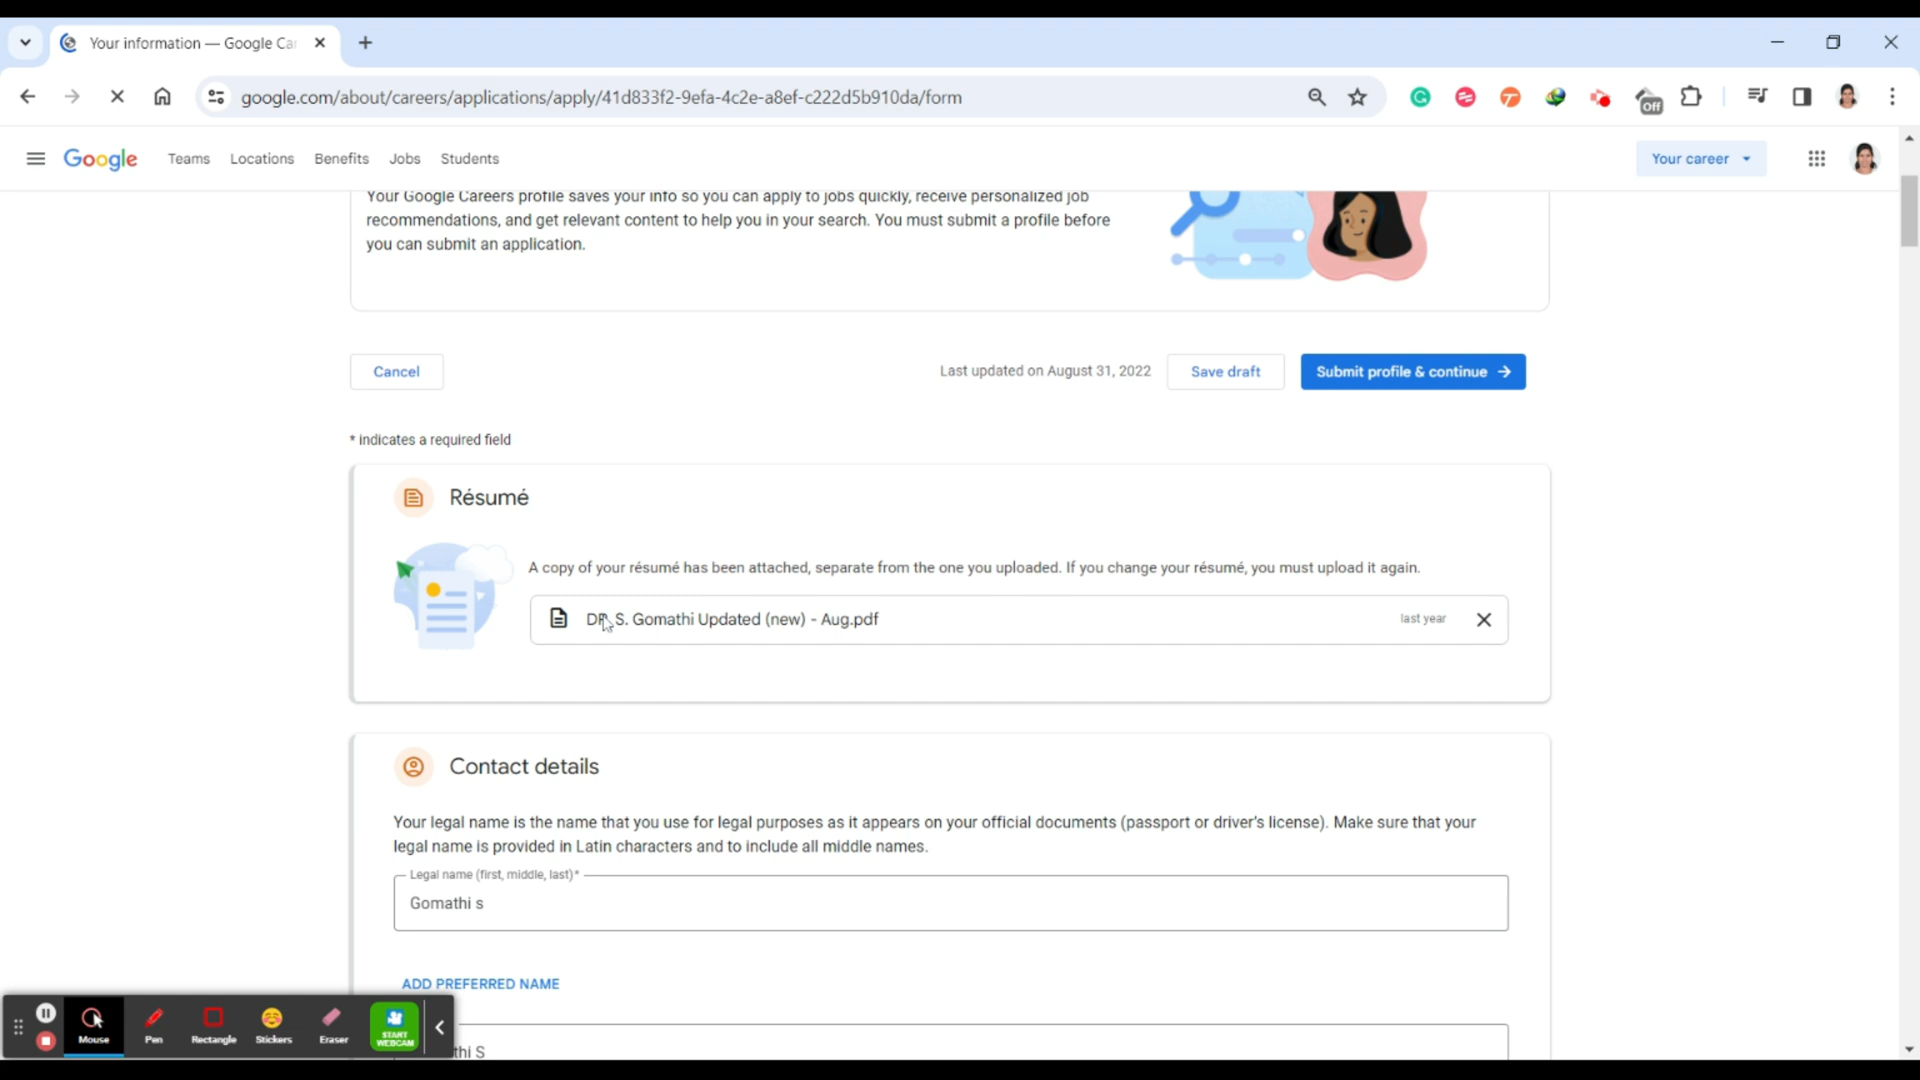 Your information — Google Car
google.com/about/careers/applications/apply/41d833f2-9efa-4c2e-a8ef-c222d5b910da/form
Off
Google Teams Locations Benefits Jobs Students Your career
Your Google Careers profile saves your info so you can apply to jobs quickly, receive personalized job
recommendations, and get relevant content to help you in your search. You must submit a profile before
you can submit an application.
Cancel Last updated on August 31, 2022 Save draft Submit profile & continue
* indicates a required field
Résumé
A copy of your résumé has been attached, separate from the one you uploaded. If you change your résumé, you must upload it again.
DR. S. Gomathi Updated (new) - Aug.pdf last year
Contact details
Your legal name is the name that you use for legal purposes as it appears on your official documents (passport or driver's license). Make sure that your
legal name is provided in Latin characters and to include all middle names.
Legal name (first, middle, last)*
Gomathi s
ADD PREFERRED NAME
thi S
Mouse Pen Rectangle Stickers Eraser START WEBCAM